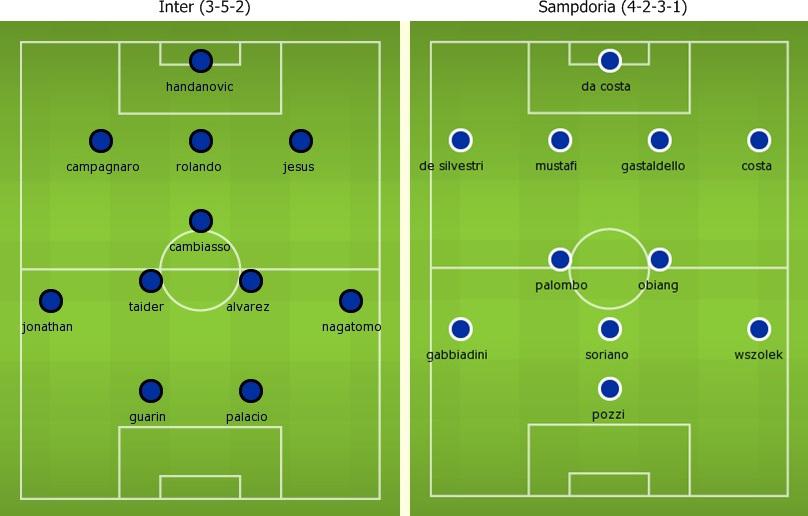 Inter (3-5-2)
handanovic
campagnaro rolando jesus
cambiasso
taider alvarez
jonathan nagatomo
guarin palacio
Sampdoria (4-2-3-1)
da costa
de silvestri mustafi gastaldello costa
palombo obiang
gabbiadini soriano wszolek
pozzi